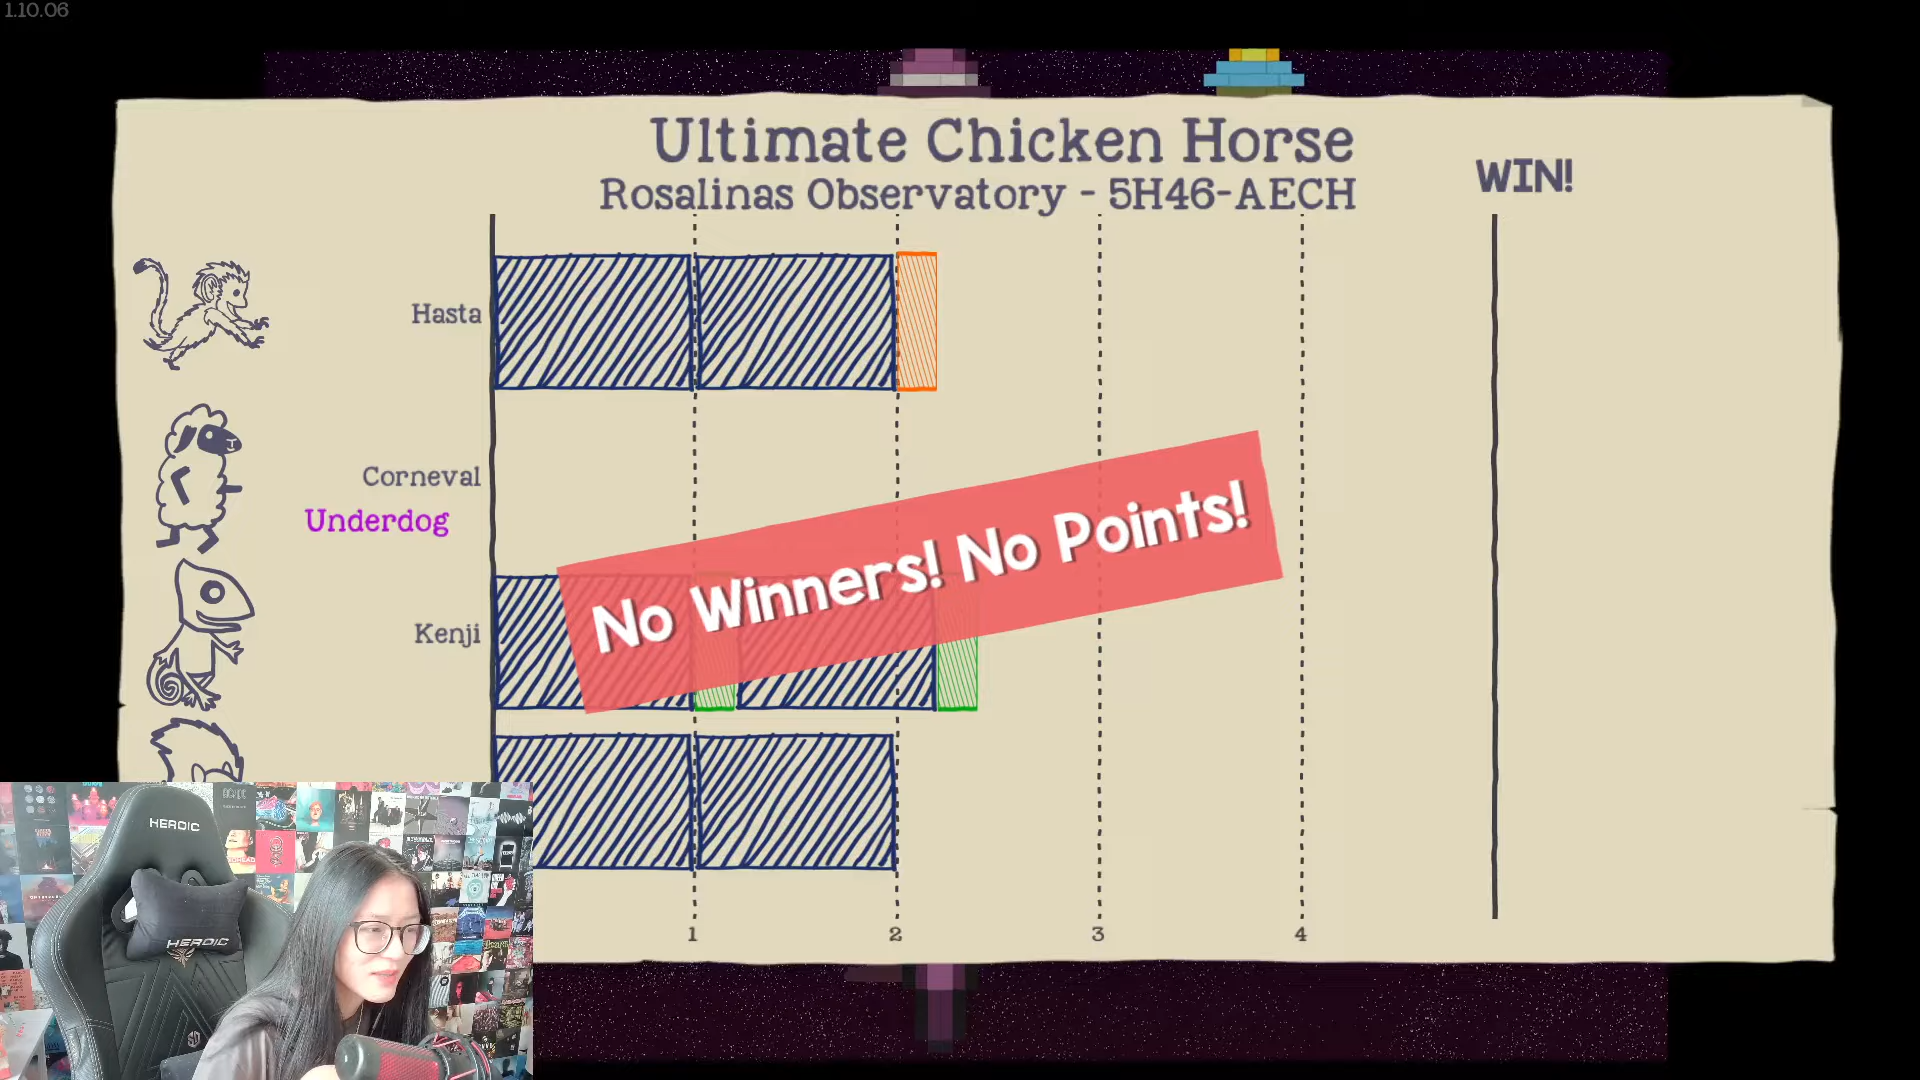 1.10.06
Ultimate Chicken Horse
Rosalinas Observatory - 5H46-AECH
WIN!
Hasta
Corneval
Underdog
No Winners! No Points!
Kenji
1
2
3
4
HEROIC
HEROIC